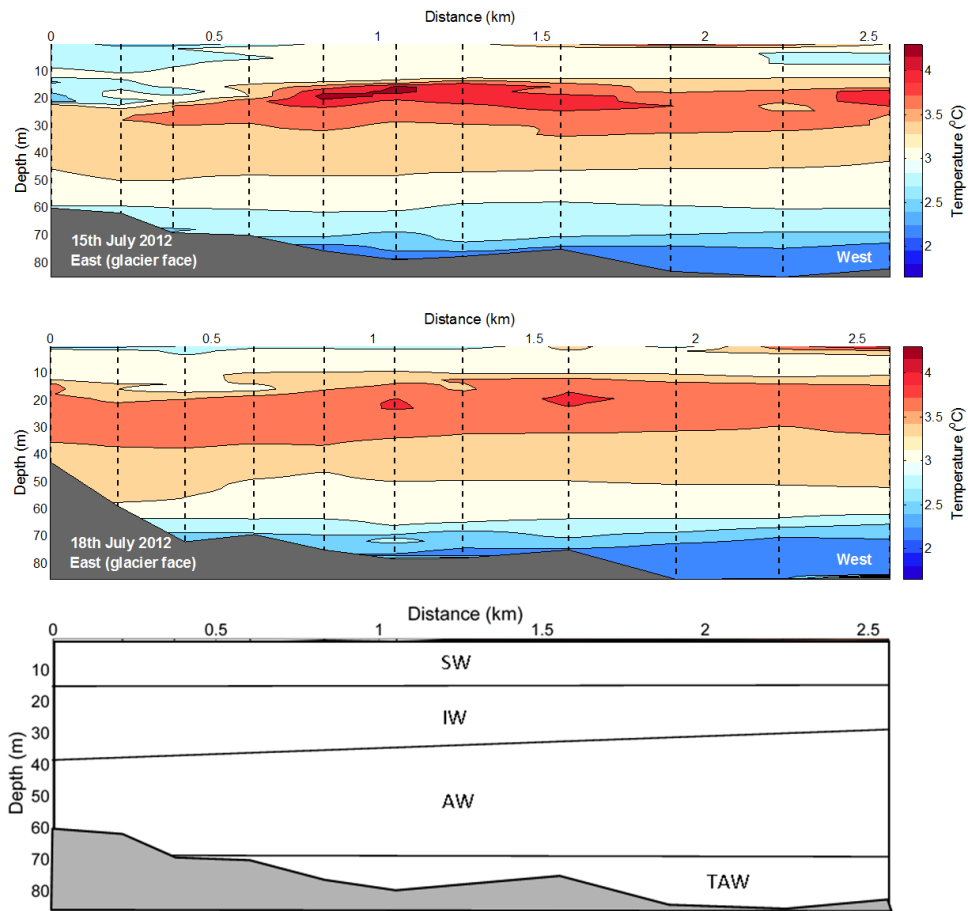 Distance (km)
0 0.5 1 1.5 2 2.5
10
20
30
40
50
60
70
80
Depth (m)
15th July 2012
East (glacier face)
West
4
3.5
3
2.5
2
Temperature (°C)
Distance (km)
0 0.5 1 1.5 2 2.5
10
20
30
40
50
60
70
80
Depth (m)
18th July 2012
East (glacier face)
West
4
3.5
3
2.5
2
Temperature (°C)
Distance (km)
0 0.5 1 1.5 2 2.5
10
20
30
40
50
60
70
80
Depth (m)
SW
IW
AW
TAW